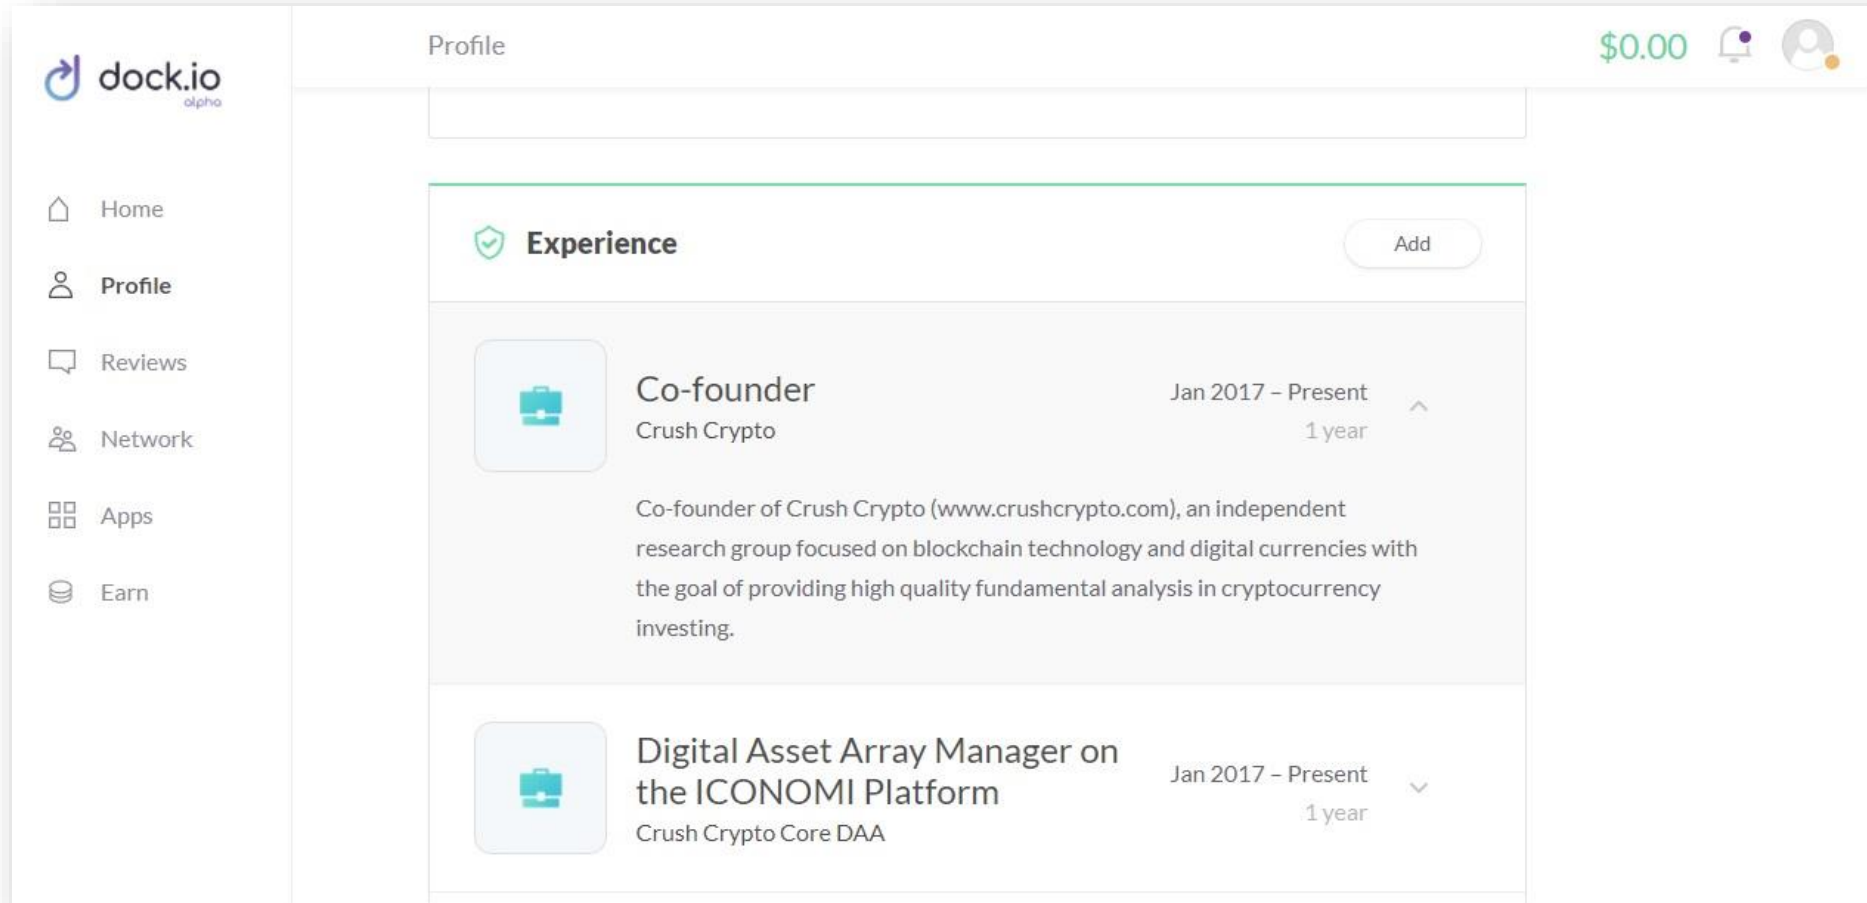 dock.io
alpha
Profile
$0.00
Home
Profile
Reviews
Network
Apps
Earn
Experience
Add
Co-founder
Crush Crypto
Jan 2017 – Present
1 year
Co-founder of Crush Crypto (www.crushcrypto.com), an independent
research group focused on blockchain technology and digital currencies with
the goal of providing high quality fundamental analysis in cryptocurrency
investing.
Digital Asset Array Manager on
the ICONOMI Platform
Crush Crypto Core DAA
Jan 2017 – Present
1 year